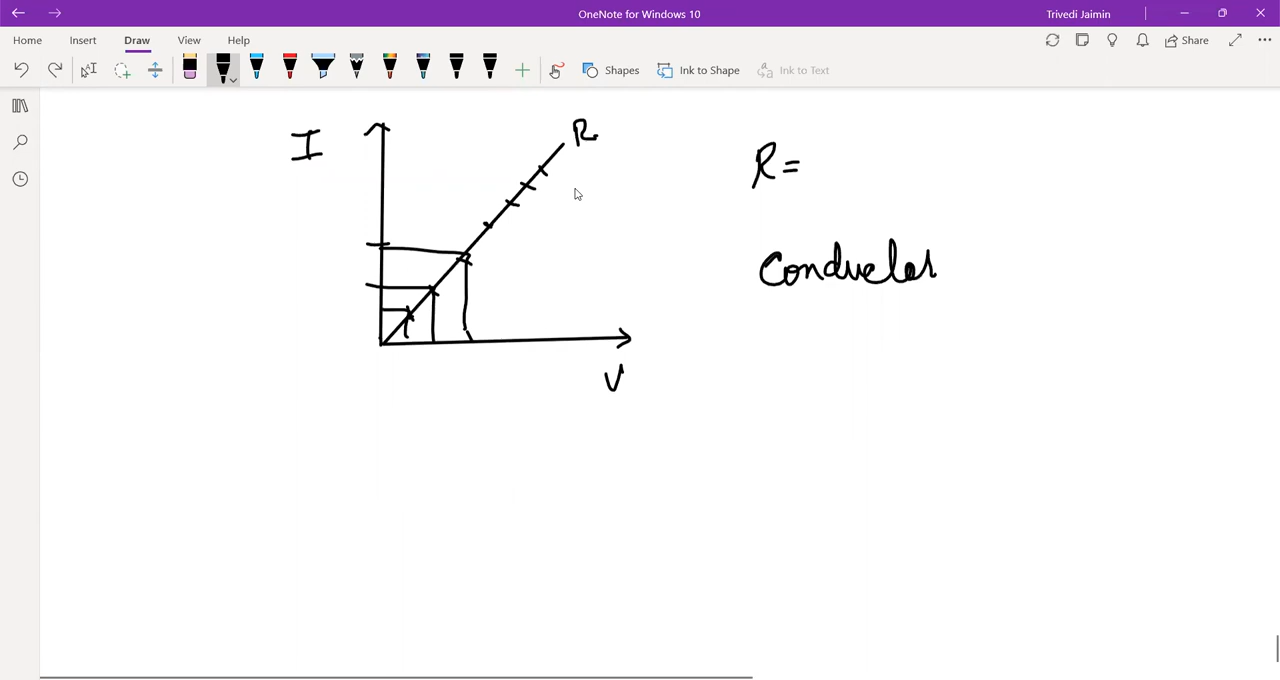 OneNote for Windows 10
Trivedi Jaimin
Home Insert Draw View Help
Share
Shapes
Ink to Shape
Ink to Text
I
R
V
R=
Conductor